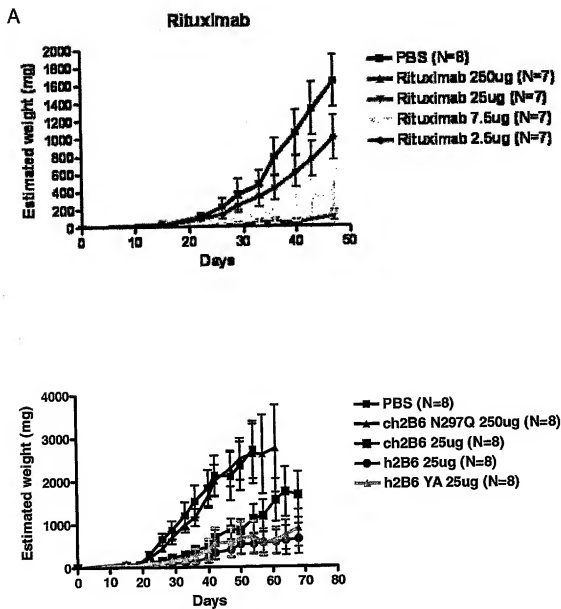 A
Rituximab
Estimated weight (mg)
2000
1800
1600
1400
1200
1000
800
600
400
200
0
0 10 20 30 40 50
Days
PBS (N=8)
Rituximab 250ug (N=7)
Rituximab 25ug (N=7)
Rituximab 7.5ug (N=7)
Rituximab 2.5ug (N=7)
Estimated weight (mg)
4000
3000
2000
1000
0
0 10 20 30 40 50 60 70 80
Days
PBS (N=8)
ch2B6 N297Q 250ug (N=8)
ch2B6 25ug (N=8)
h2B6 25ug (N=8)
h2B6 YA 25ug (N=8)